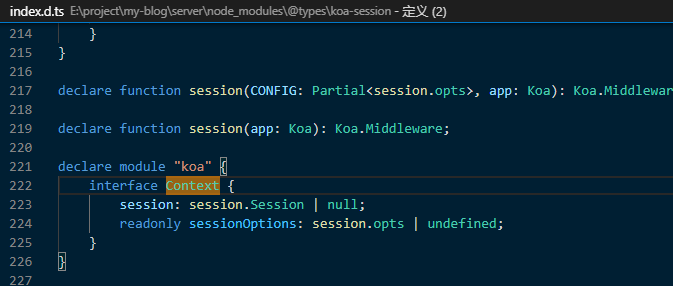 index.d.ts E:\project\my-blog\server\node_modules\@types\koa-session - 定义 (2)
214 }
215 }
216
217 declare function session(CONFIG: Partial<session.opts>, app: Koa): Koa.Middlewar
218
219 declare function session(app: Koa): Koa.Middleware;
220
221 declare module "koa" {
222 interface Context {
223 session: session.Session | null;
224 readonly sessionOptions: session.opts | undefined;
225 }
226 }
227